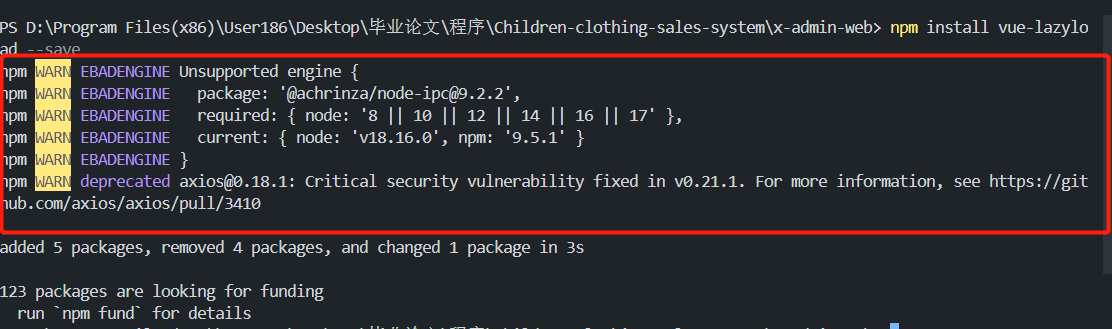 PS D:\Program Files(x86)\User186\Desktop\毕业论文\程序\Children-clothing-sales-system\x-admin-web> npm install vue-lazylo
ad --save
npm WARN EBADENGINE Unsupported engine {
npm WARN EBADENGINE   package: '@achrinza/node-ipc@9.2.2',
npm WARN EBADENGINE   required: { node: '8 || 10 || 12 || 14 || 16 || 17' },
npm WARN EBADENGINE   current: { node: 'v18.16.0', npm: '9.5.1' }
npm WARN EBADENGINE }
npm WARN deprecated axios@0.18.1: Critical security vulnerability fixed in v0.21.1. For more information, see https://git
hub.com/axios/axios/pull/3410
added 5 packages, removed 4 packages, and changed 1 package in 3s
123 packages are looking for funding
  run `npm fund` for details